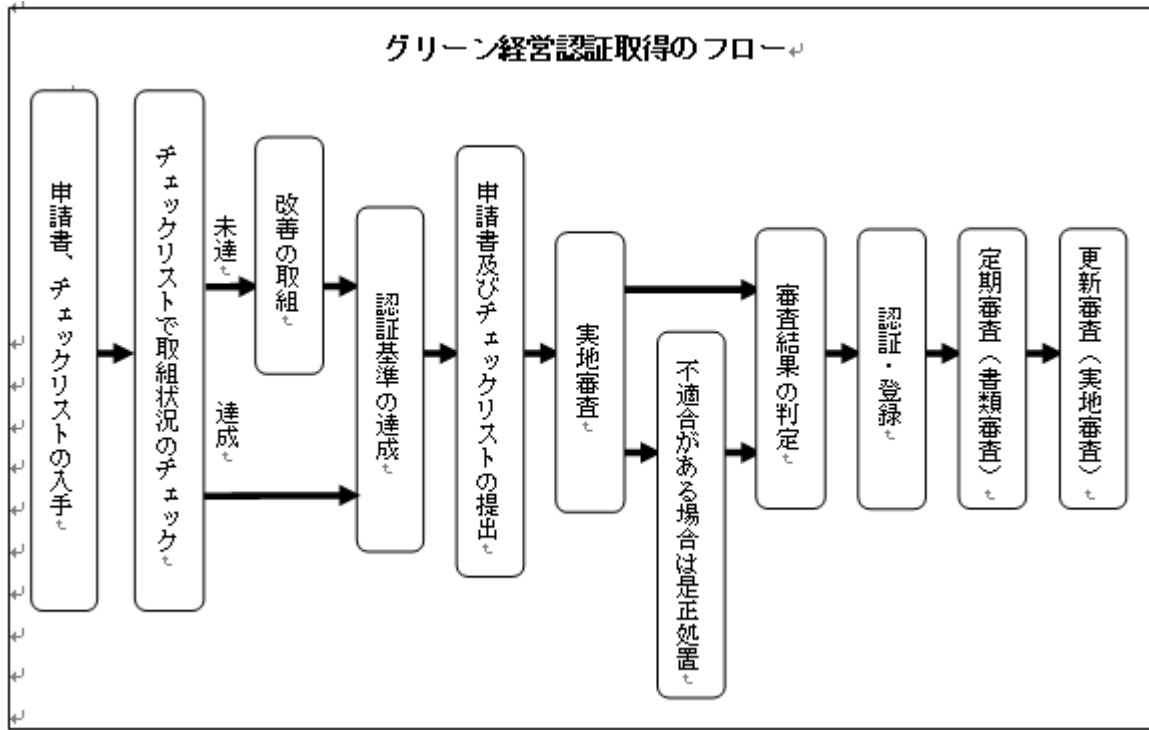 グリーン経営認証取得のフロー
申請書、チェックリストの入手
チェックリストで取組状況のチェック
未達
達成
改善の取組
認証基準の達成
申請書及びチェックリストの提出
実地審査
不適合がある場合は是正処置
審査結果の判定
認証・登録
定期審査（書類審査）
更新審査（実地審査）